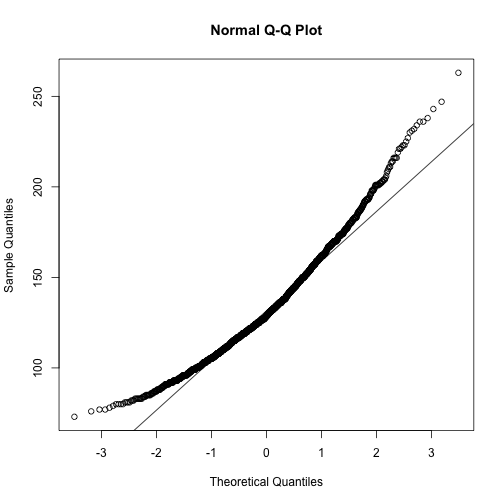 Normal Q-Q Plot
250
200
150
100
Sample Quantiles
-3 -2 -1 0 1 2 3
Theoretical Quantiles